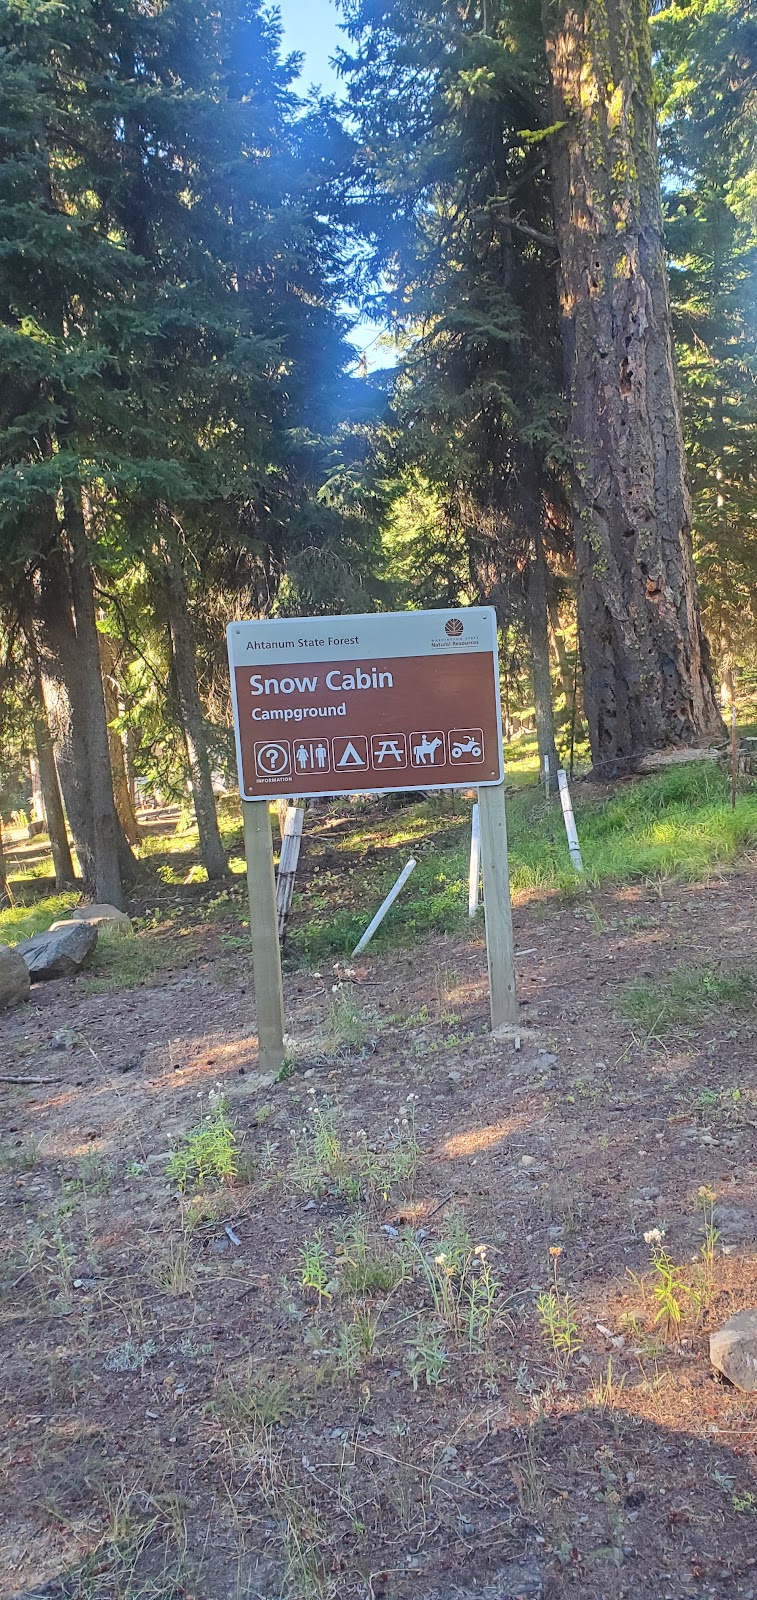 Ahtanum State Forest
WASHINGTON STATE
Natural Resources
Snow Cabin
Campground
?
INFORMATION